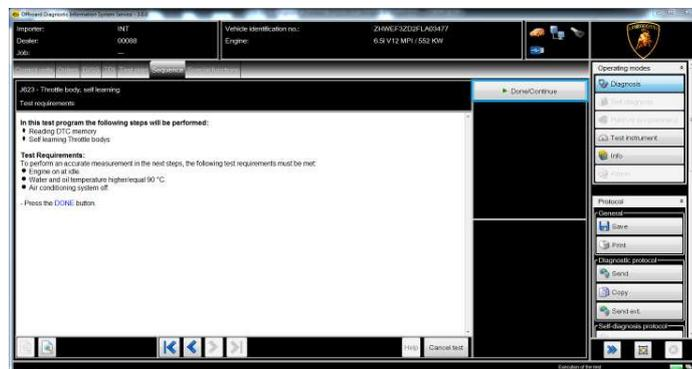 Offboard Diagnostic Information System Service - 3.0.0
Importer: INT
Dealer: 00088
Job: ---
Vehicle identification no.: ZHWEF3ZD2FLA03477
Engine: 6.5l V12 MPI / 552 KW
Sequence
J623 - Throttle body, self learning
Test requirements
Done/Continue
In this test program the following steps will be performed:
Reading DTC memory
Self learning Throttle bodys
Test Requirements:
To perform an accurate measurement in the next steps, the following test requirements must be met:
Engine on at idle.
Water and oil temperature higher/equal 90 °C.
Air conditioning system off.
- Press the DONE button.
Help
Cancel test
Operating modes
Diagnosis
Test instrument
Info
Admin
Protocol
General
Save
Print
Diagnostic protocol
Send
Copy
Send ext.
Self-diagnosis protocol
Execution of the test